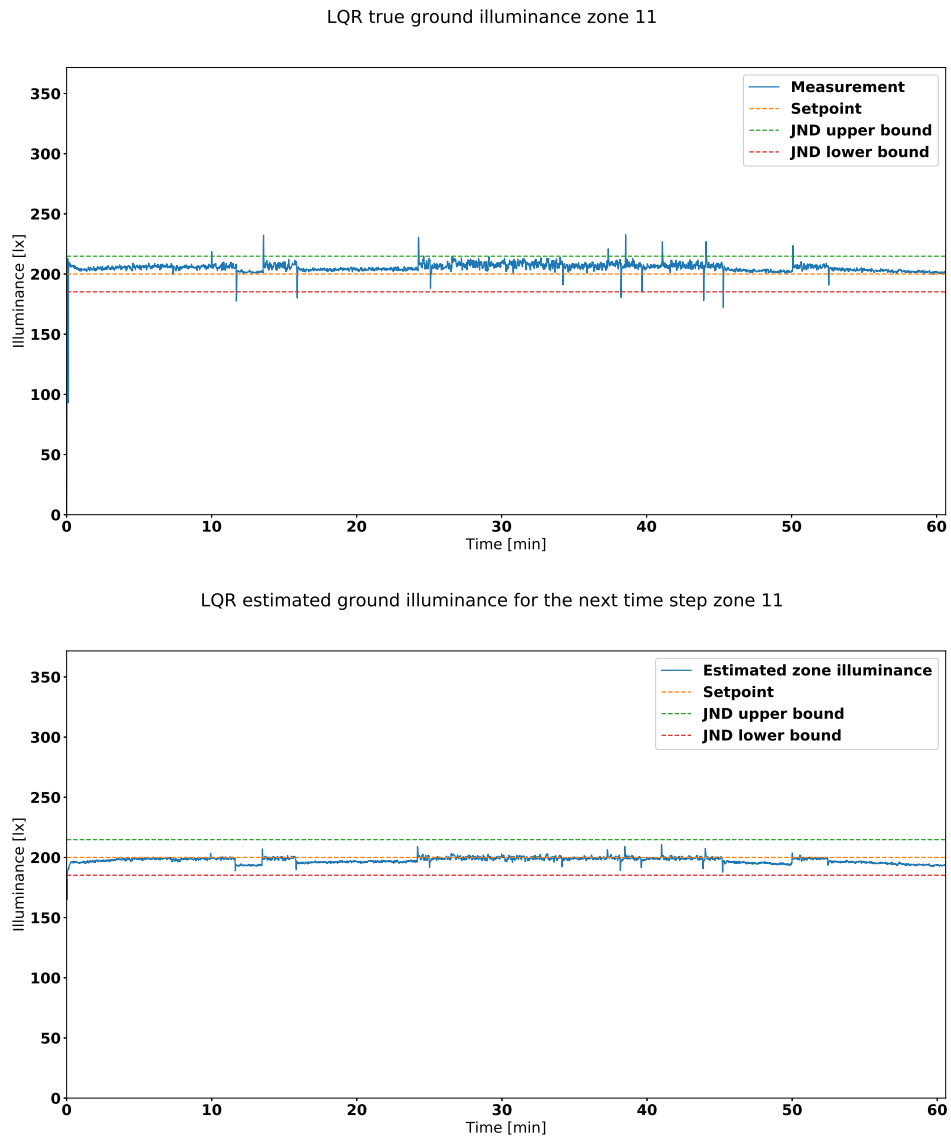 LQR true ground illuminance zone 11
350
300
250
200
150
100
50
0
Illuminance [lx]
Measurement
Setpoint
JND upper bound
JND lower bound
0 10 20 30 40 50 60
Time [min]
LQR estimated ground illuminance for the next time step zone 11
350
300
250
200
150
100
50
0
Illuminance [lx]
Estimated zone illuminance
Setpoint
JND upper bound
JND lower bound
0 10 20 30 40 50 60
Time [min]